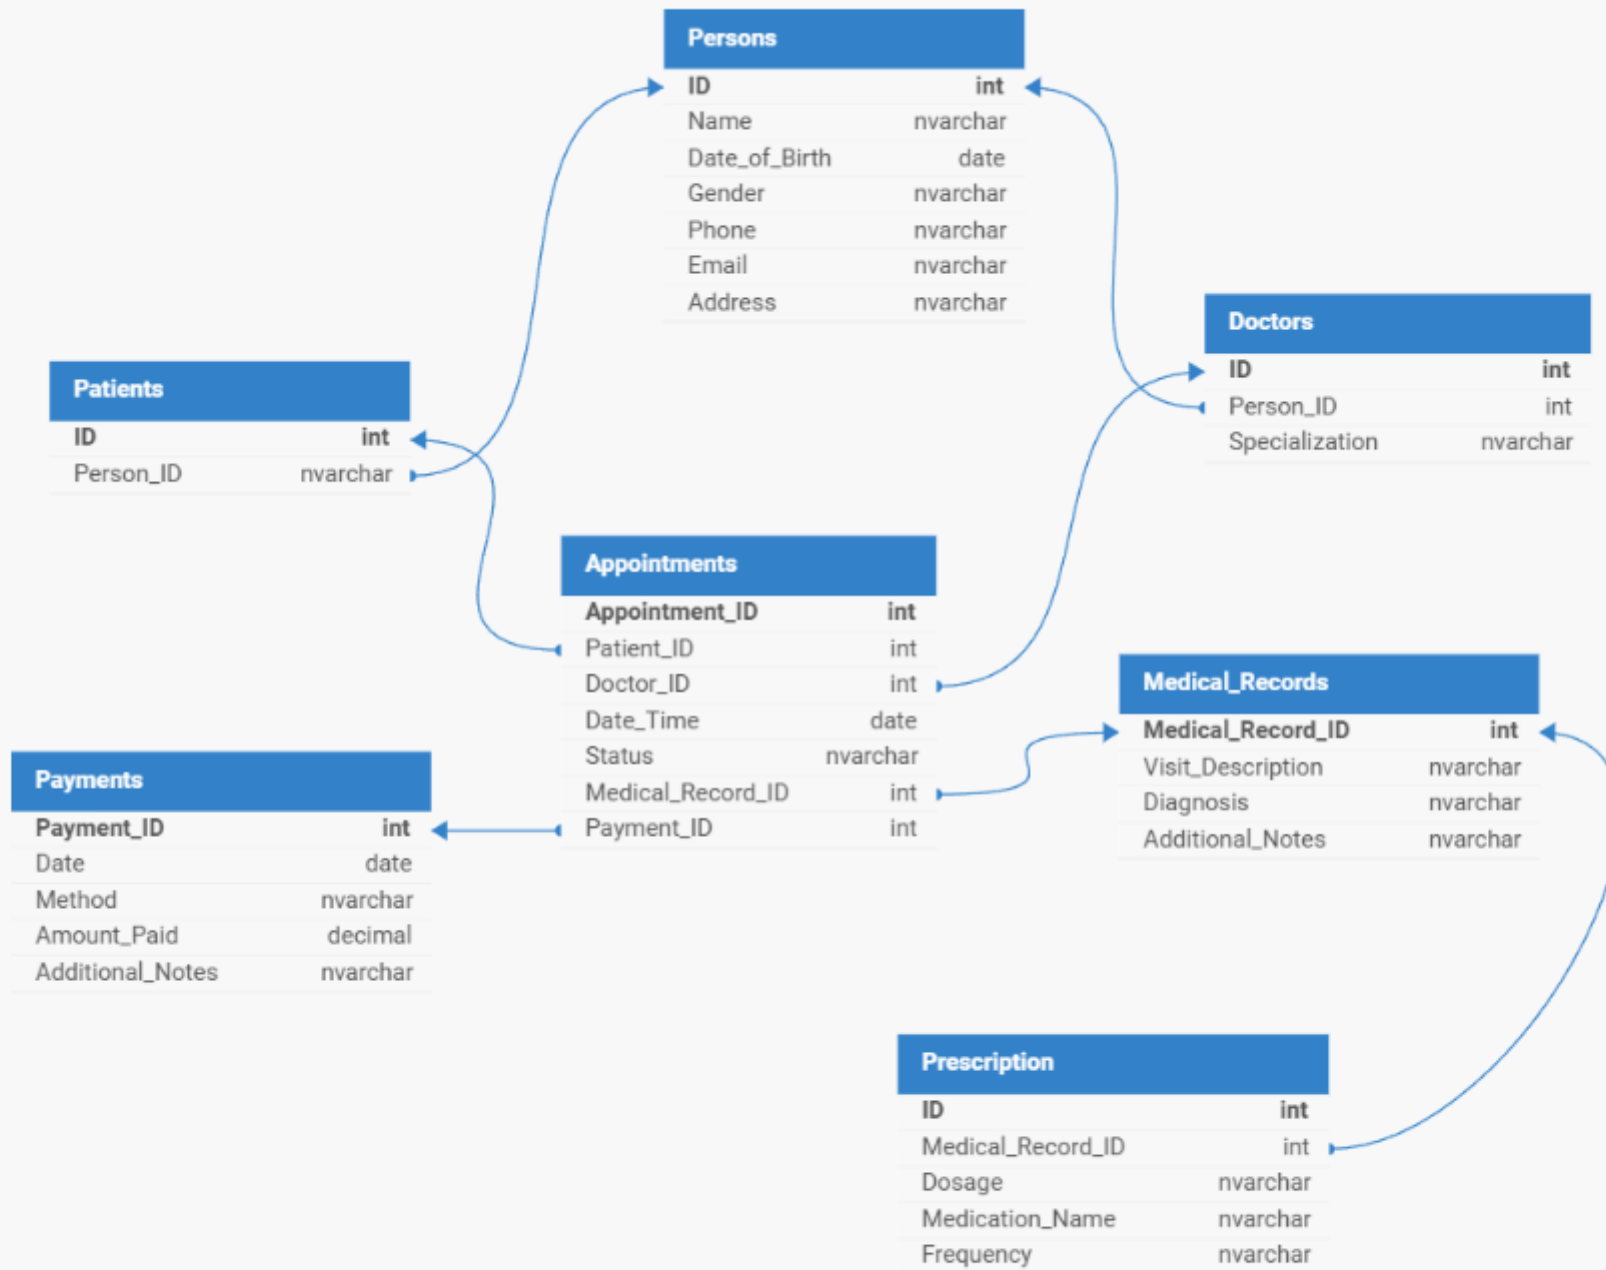 Persons
ID int
Name nvarchar
Date_of_Birth date
Gender nvarchar
Phone nvarchar
Email nvarchar
Address nvarchar
Doctors
ID int
Person_ID int
Specialization nvarchar
Patients
ID int
Person_ID nvarchar
Appointments
Appointment_ID int
Patient_ID int
Doctor_ID int
Date_Time date
Status nvarchar
Medical_Record_ID int
Payment_ID int
Medical_Records
Medical_Record_ID int
Visit_Description nvarchar
Diagnosis nvarchar
Additional_Notes nvarchar
Payments
Payment_ID int
Date date
Method nvarchar
Amount_Paid decimal
Additional_Notes nvarchar
Prescription
ID int
Medical_Record_ID int
Dosage nvarchar
Medication_Name nvarchar
Frequency nvarchar